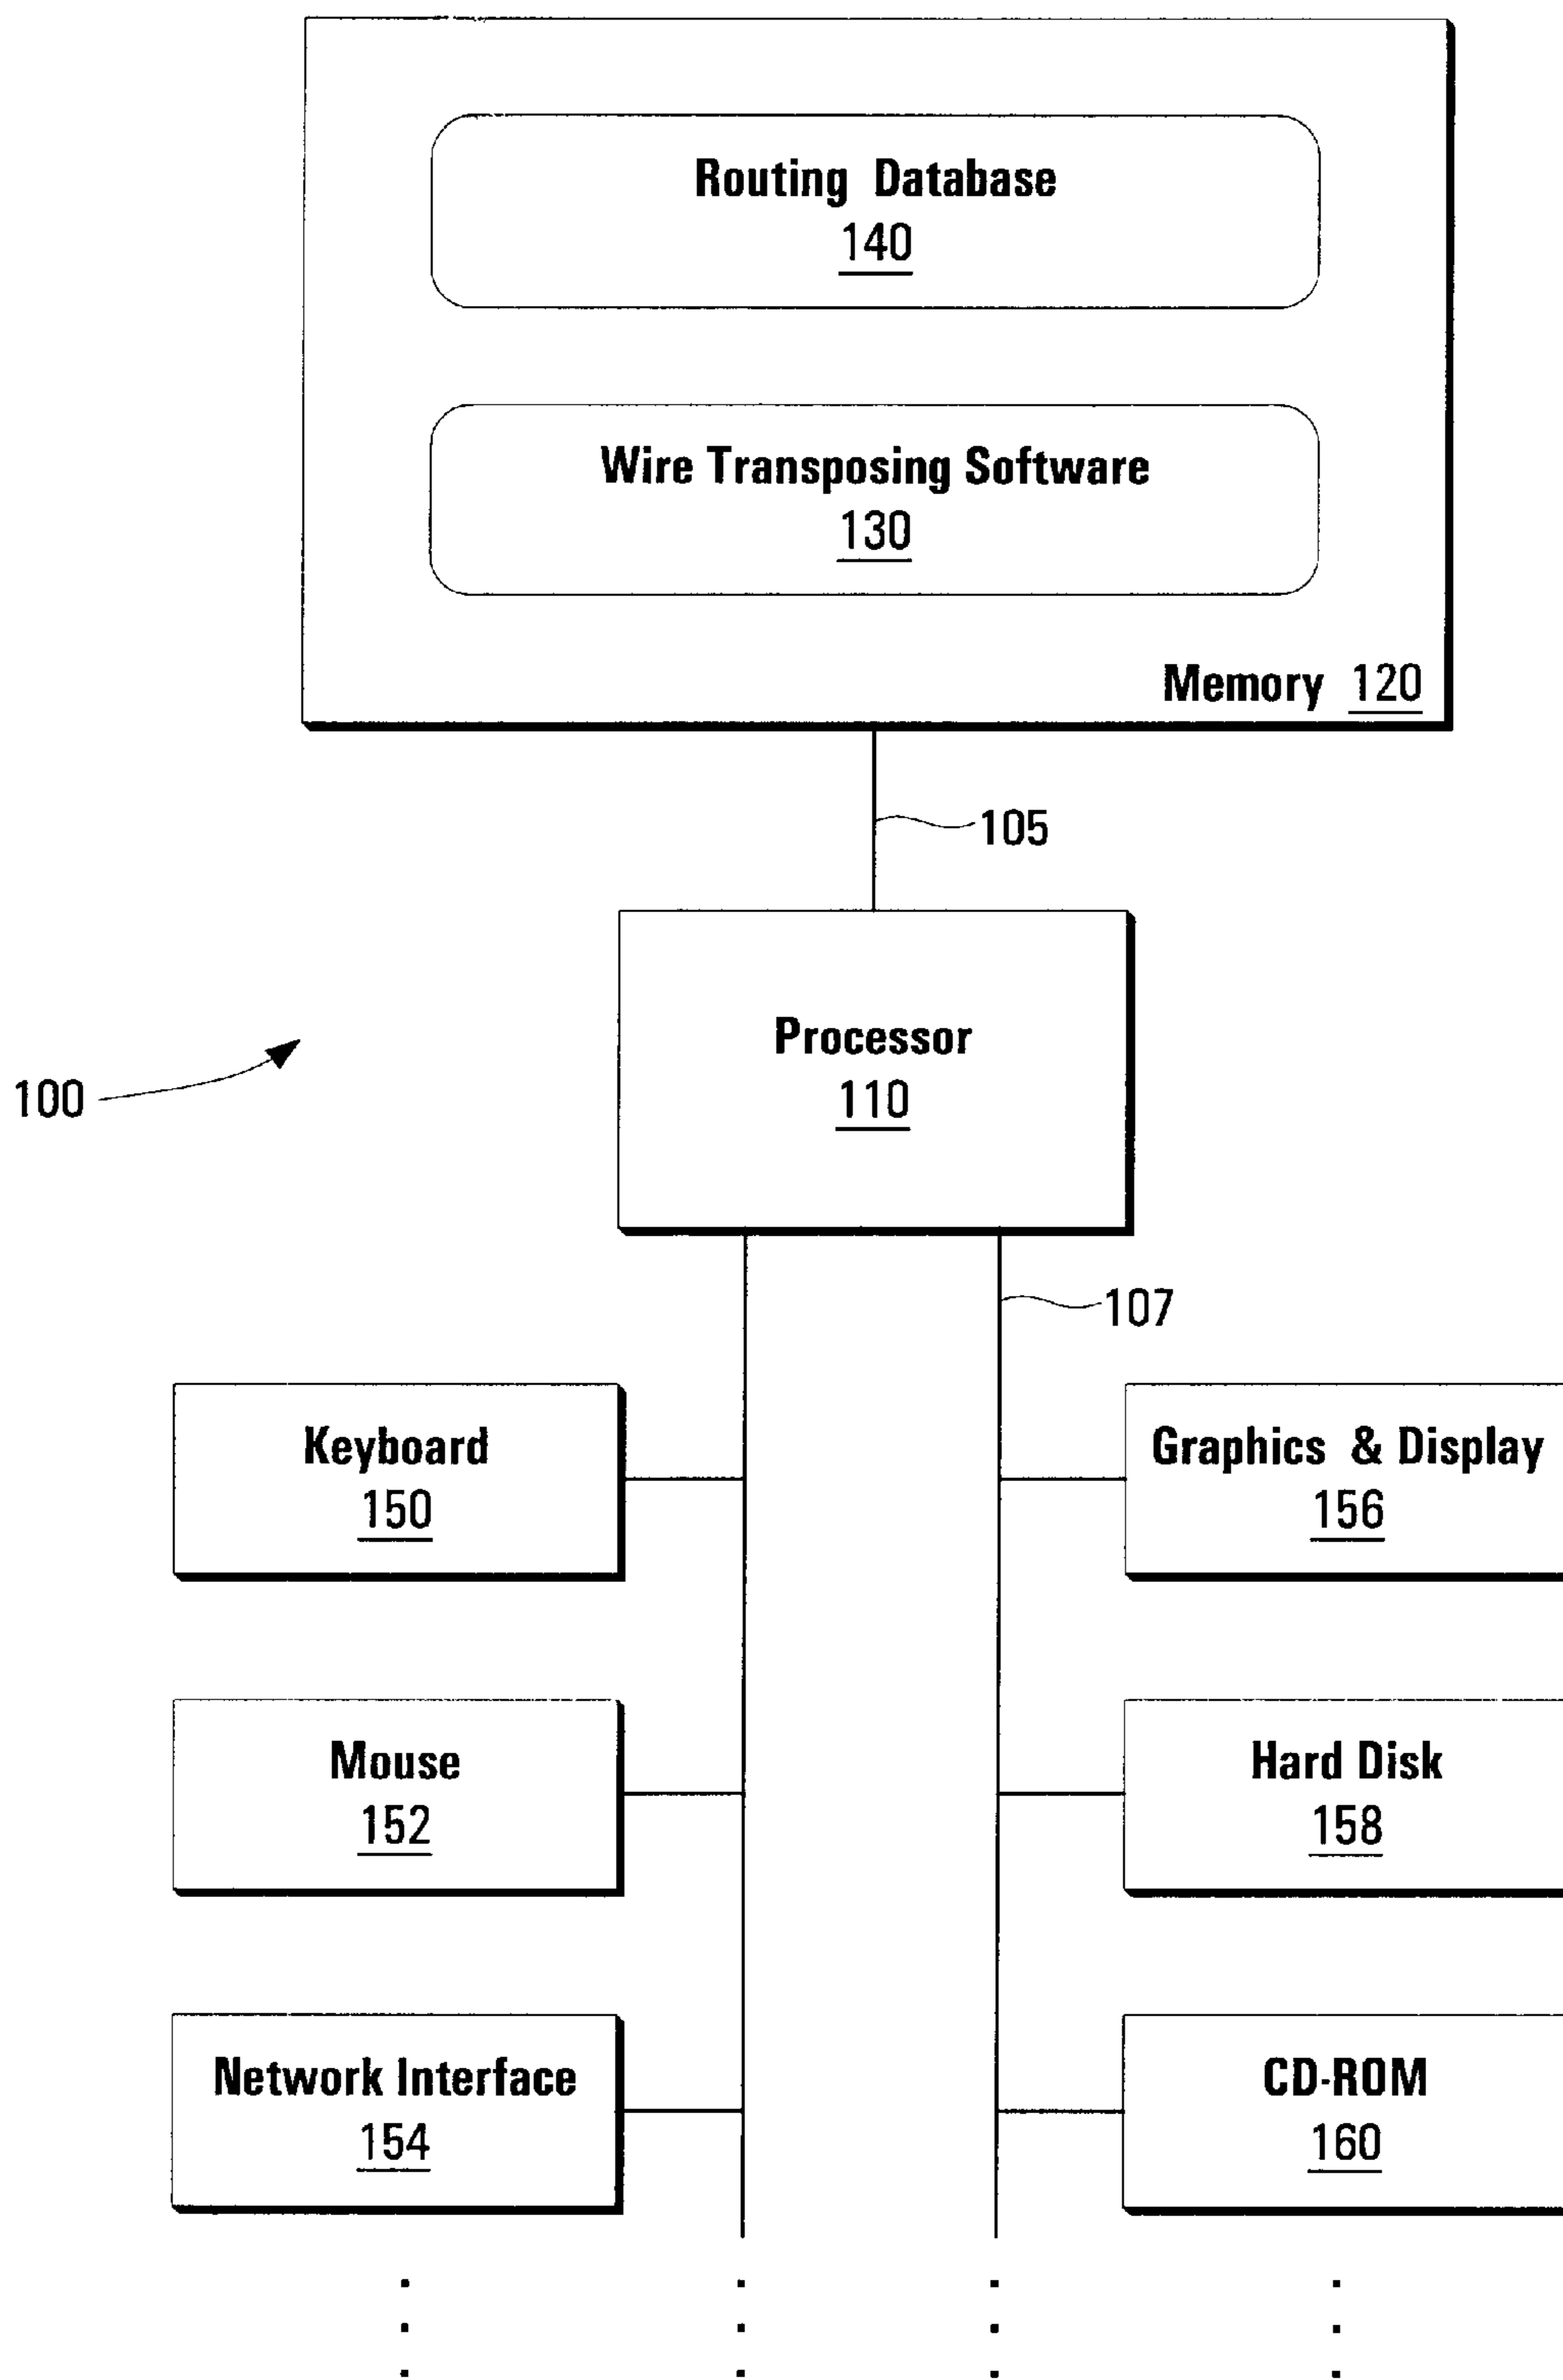 Routing Database
140
Wire Transposing Software
130
Memory 120
105
Processor
110
100
107
Keyboard
150
Graphics & Display
156
Mouse
152
Hard Disk
158
Network Interface
154
CD-ROM
160